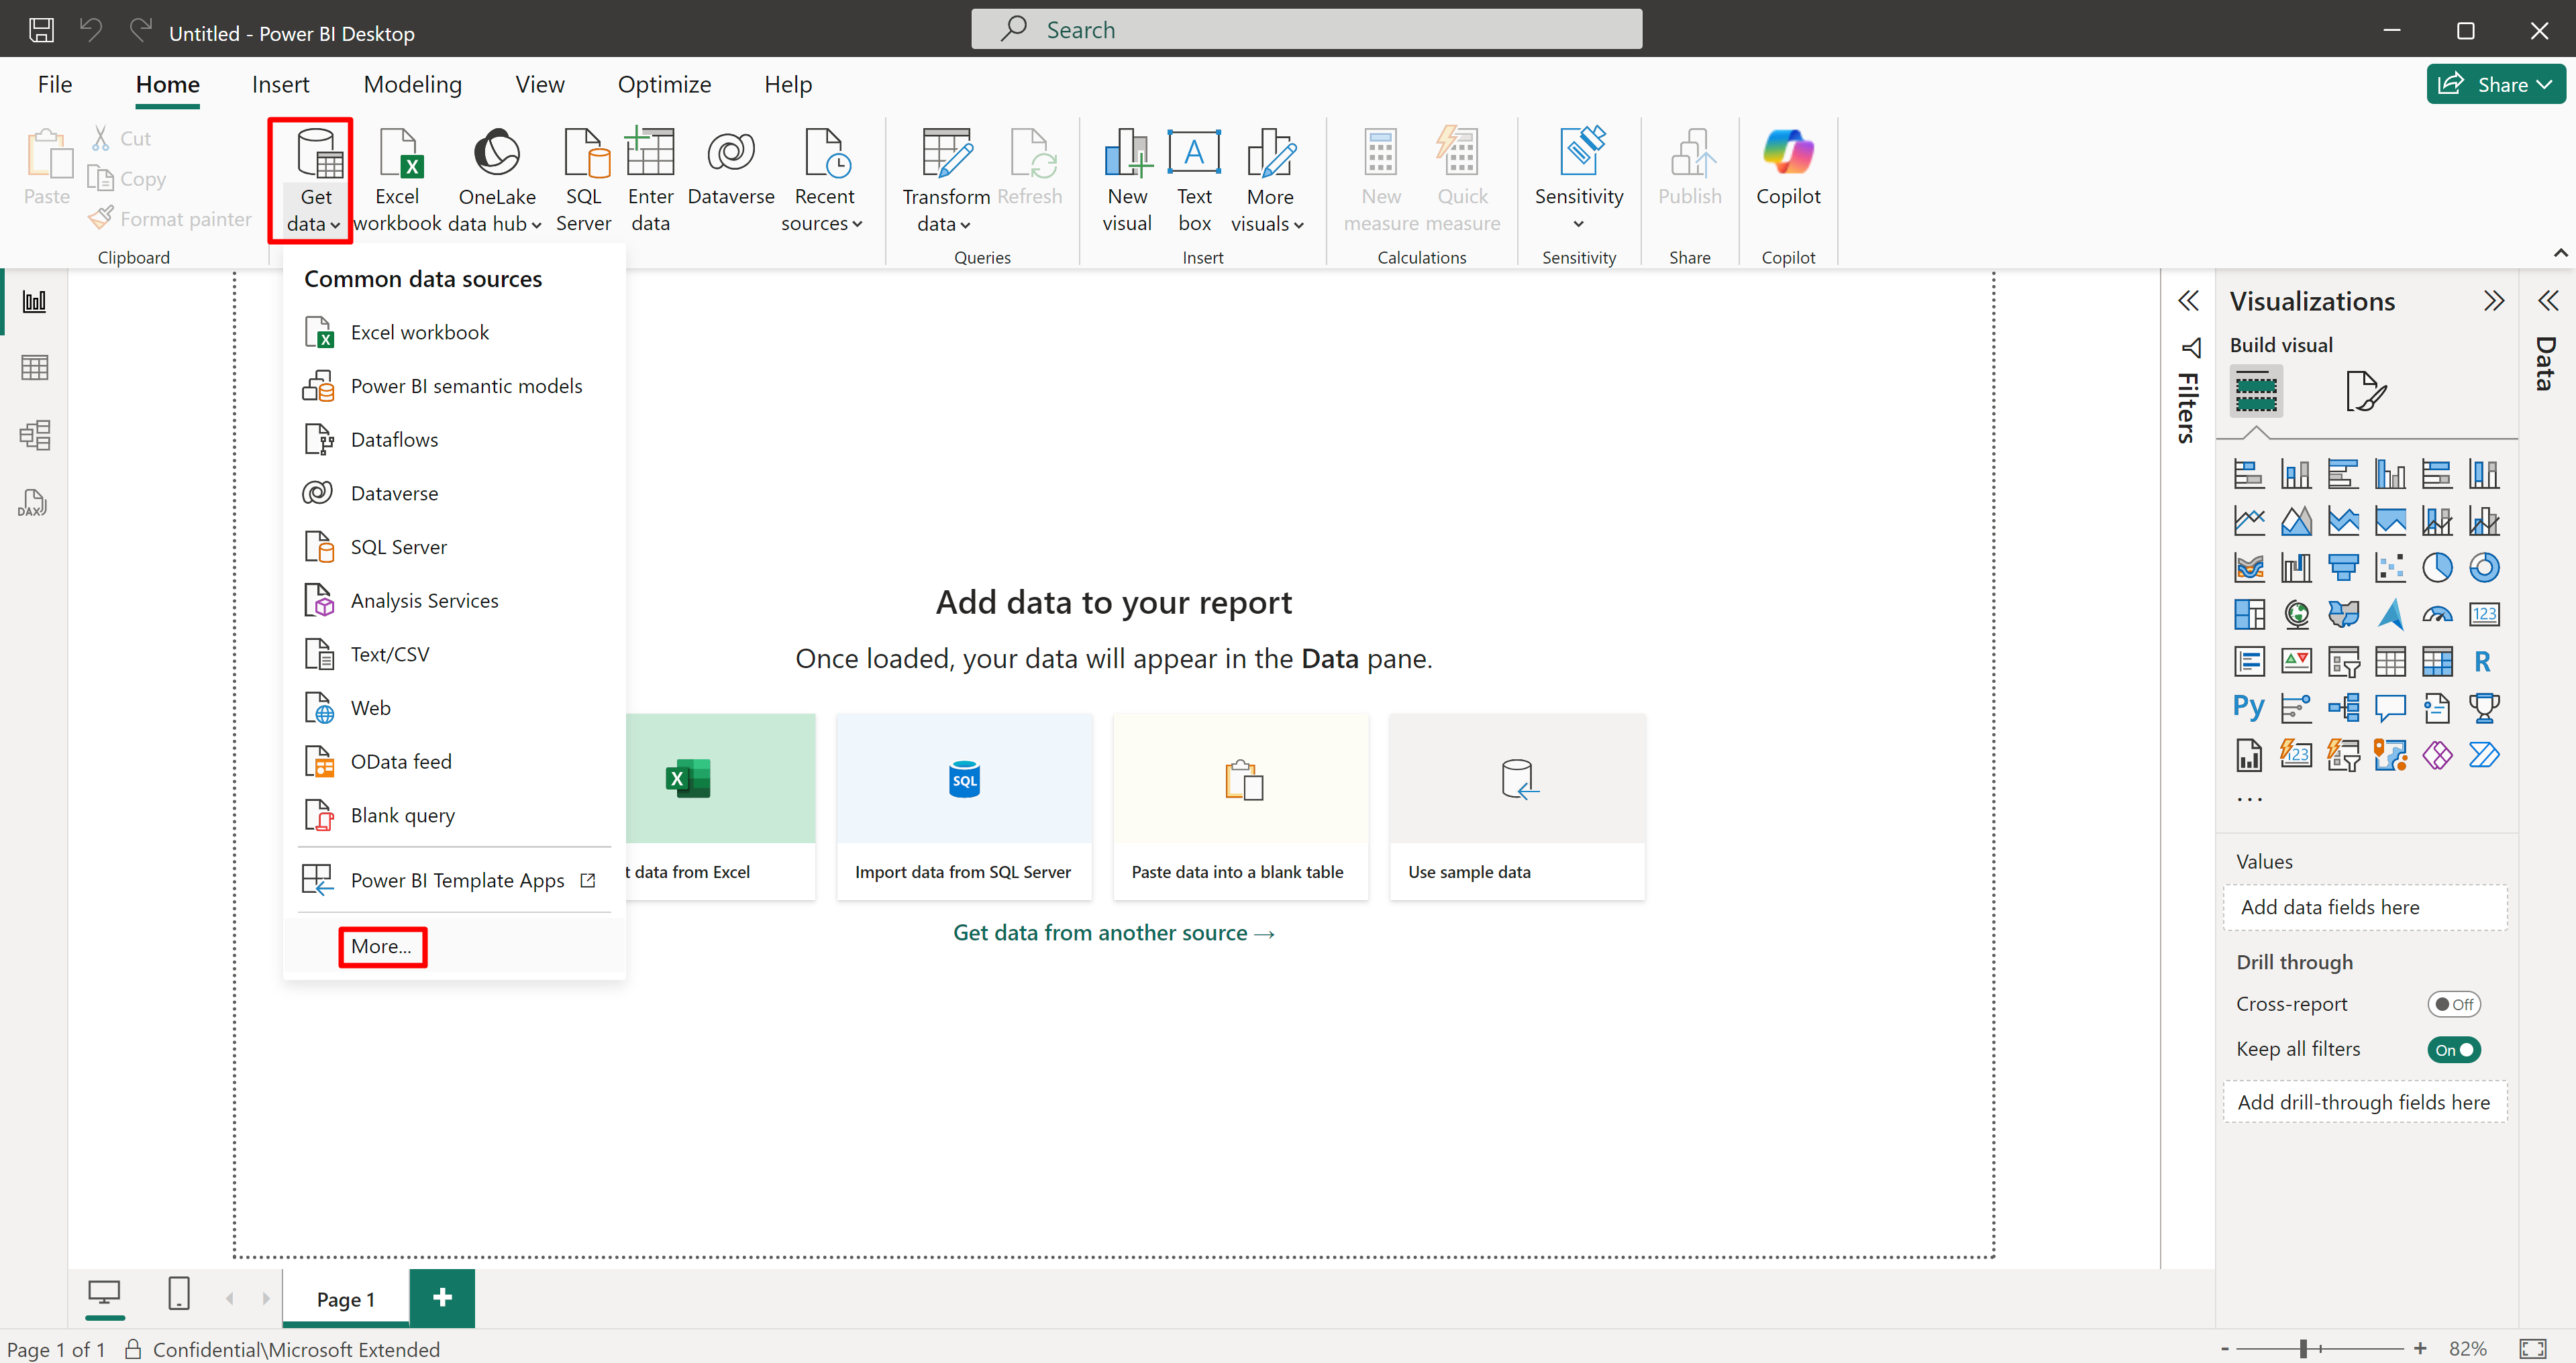 Untitled - Power BI Desktop
Search
File
Home
Insert
Modeling
View
Optimize
Help
Share
Paste
Cut
Copy
Format painter
Clipboard
Get
data
Excel
workbook
OneLake
data hub
SQL
Server
Enter
data
Dataverse
Recent
sources
Transform
data
Refresh
Queries
New
visual
Text
box
More
visuals
Insert
New
measure
Quick
measure
Calculations
Sensitivity
Sensitivity
Publish
Share
Copilot
Copilot
Common data sources
Excel workbook
Power BI semantic models
Dataflows
Dataverse
SQL Server
Analysis Services
Text/CSV
Web
OData feed
Blank query
Power BI Template Apps
More...
DAX
Add data to your report
Once loaded, your data will appear in the Data pane.
SQL
t data from Excel
Import data from SQL Server
Paste data into a blank table
Use sample data
Get data from another source →
Filters
Visualizations
Build visual
123
R
Py
123
...
Values
Add data fields here
Drill through
Cross-report
Off
Keep all filters
On
Add drill-through fields here
Data
Page 1
Page 1 of 1
Confidential\Microsoft Extended
- + 82%